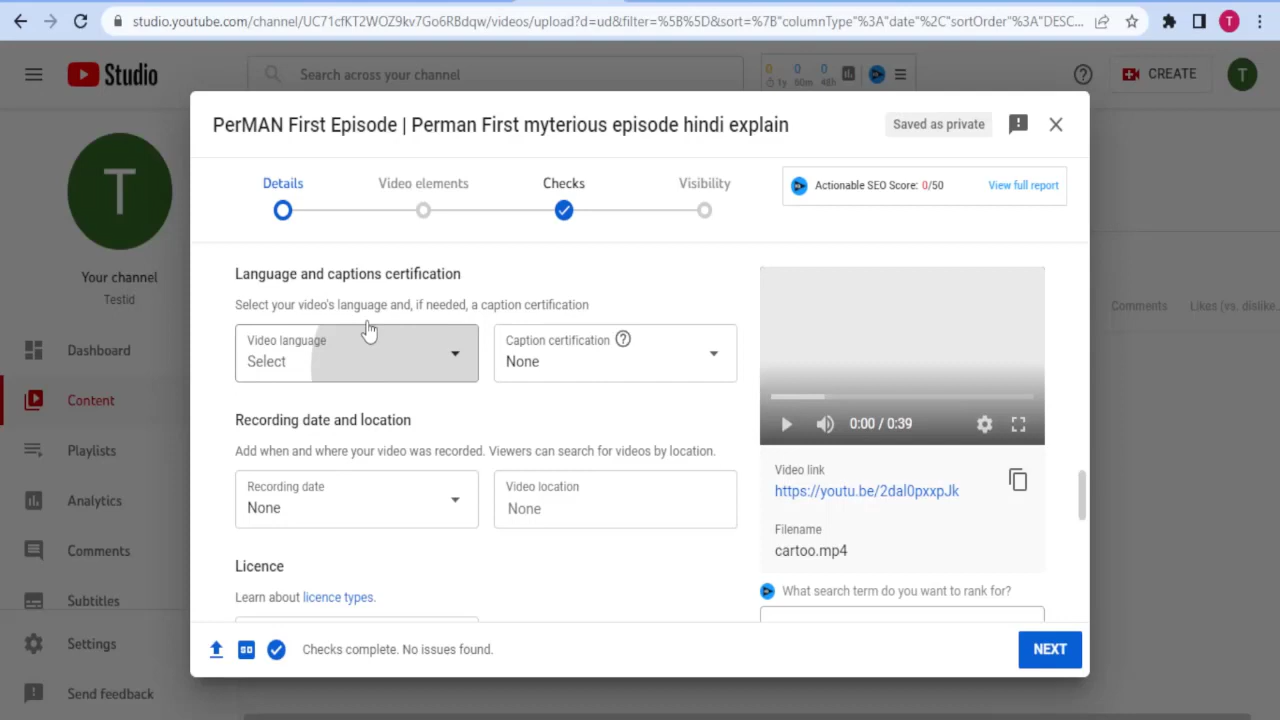 studio.youtube.com/channel/UC71cfKT2WOZ9kv7Go6RBdqw/videos/upload?d=ud&filter=%5B%5D&sort=%7B"columnType"%3A"date"%2C"sortOrder"%3A"DESC...
T
Studio
Search across your channel
0 0 0
1y 60m 48h
CREATE
T
PerMAN First Episode | Perman First myterious episode hindi explain
Saved as private
Details
Video elements
Checks
Visibility
Actionable SEO Score: 0/50
View full report
T
Your channel
Testid
Dashboard
Content
Playlists
Analytics
Comments
Subtitles
Settings
Send feedback
Language and captions certification
Select your video's language and, if needed, a caption certification
Video language
Select
Caption certification
None
Recording date and location
Add when and where your video was recorded. Viewers can search for videos by location.
Recording date
None
Video location
None
Licence
Learn about licence types.
0:00 / 0:39
Video link
https://youtu.be/2dal0pxxpJk
Filename
cartoo.mp4
What search term do you want to rank for?
Comments
Likes (vs. dislike...
SD
Checks complete. No issues found.
NEXT